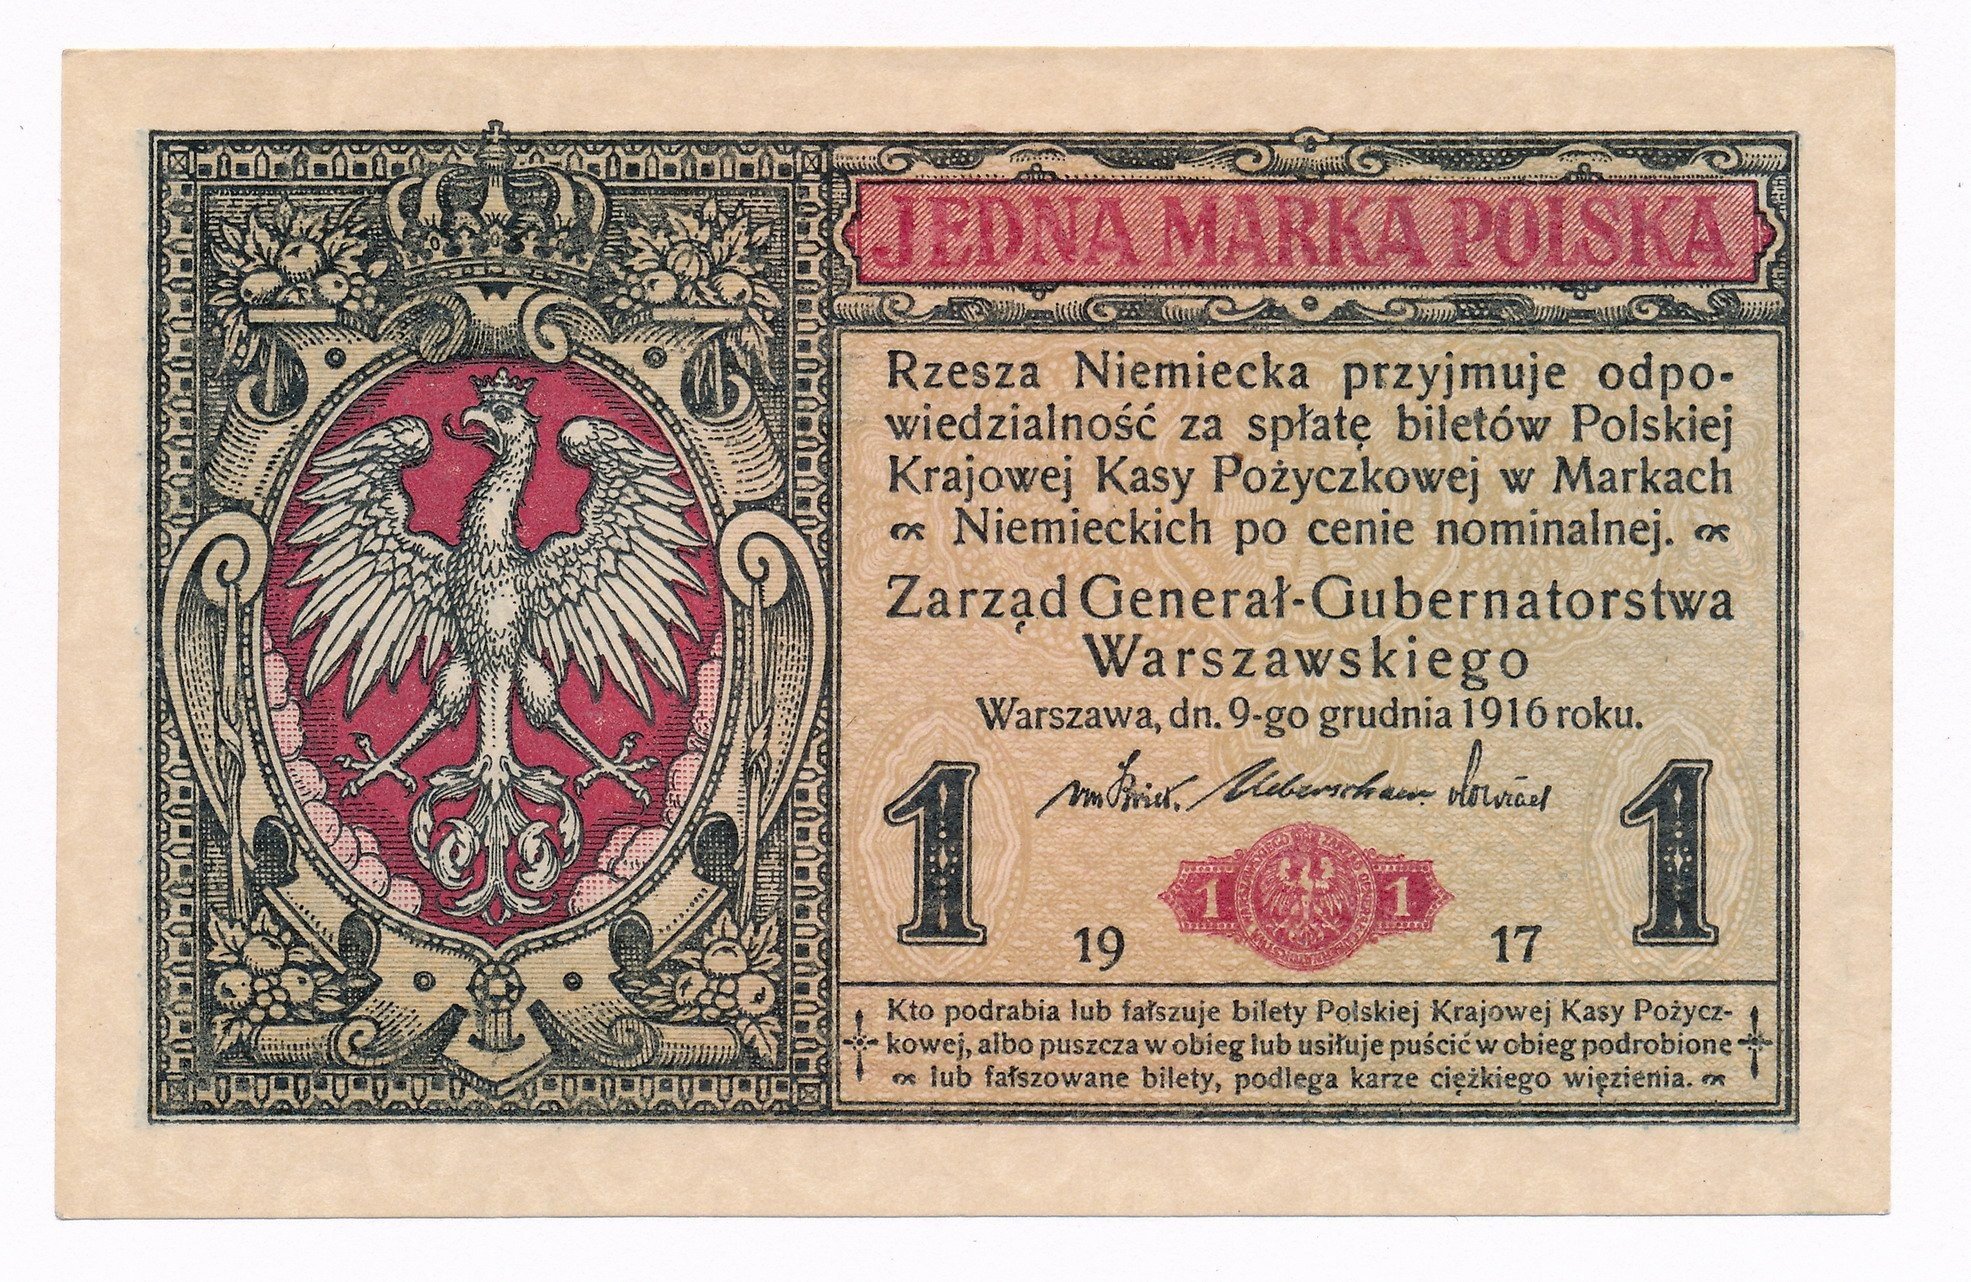 JEDNA MARKA POLSKA
Rzesza Niemiecka przyjmuje odpo-
wiedzialność za spłatę biletów Polskiej
Krajowej Kasy Pożyczkowej w Markach
Niemieckich po cenie nominalnej.
Zarząd Generał-Gubernatorstwa
Warszawskiego
Warszawa, dn. 9-go grudnia 1916 roku.
1 1
1 1
19 17
Kto podrabia lub fałszuje bilety Polskiej Krajowej Kasy Pożycz-
kowej, albo puszcza w obieg lub usiłuje puścić w obieg podrobione
lub fałszowane bilety, podlega karze ciężkiego więzienia.